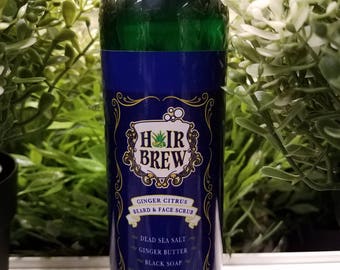 HAIR
BREW
GINGER CITRUS
BEARD & FACE SCRUB
DEAD SEA SALT
GINGER BUTTER
BLACK SOAP